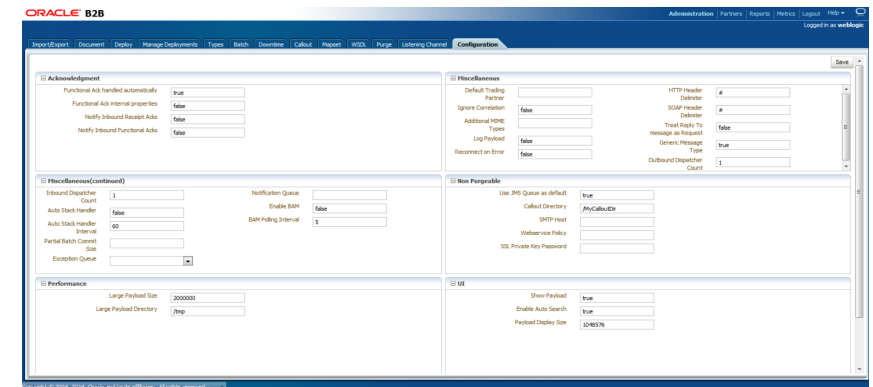 ORACLE B2B
Administration Partners Reports Metrics Logout Help
Logged in as weblogic
Import/Export Document Deploy Manage Deployments Types Batch Downtime Callout Mapset WSDL Purge Listening Channel Configuration
Save
Acknowledgment
Functional Ack handled automatically true
Functional Ack internal properties false
Notify Inbound Receipt Acks false
Notify Inbound Functional Acks false
Miscellaneous
Default Trading Partner
Ignore Correlation false
Additional MIME Types
Log Payload false
Reconnect on Error false
HTTP Header Delimiter #
SOAP Header Delimiter #
Treat Reply To message as Request false
Generic Message Type true
Outbound Dispatcher Count 1
Miscellaneous(continued)
Inbound Dispatcher Count 1
Auto Stack Handler false
Auto Stack Handler Interval 60
Partial Batch Commit Size
Exception Queue
Notification Queue
Enable BAM false
BAM Polling Interval 5
Non Purgeable
Use JMS Queue as default true
Callout Directory /MyCalloutDir
SMTP Host
Webservice Policy
SSL Private Key Password
Performance
Large Payload Size 2000000
Large Payload Directory /tmp
UI
Show Payload true
Enable Auto Search true
Payload Display Size 1048576